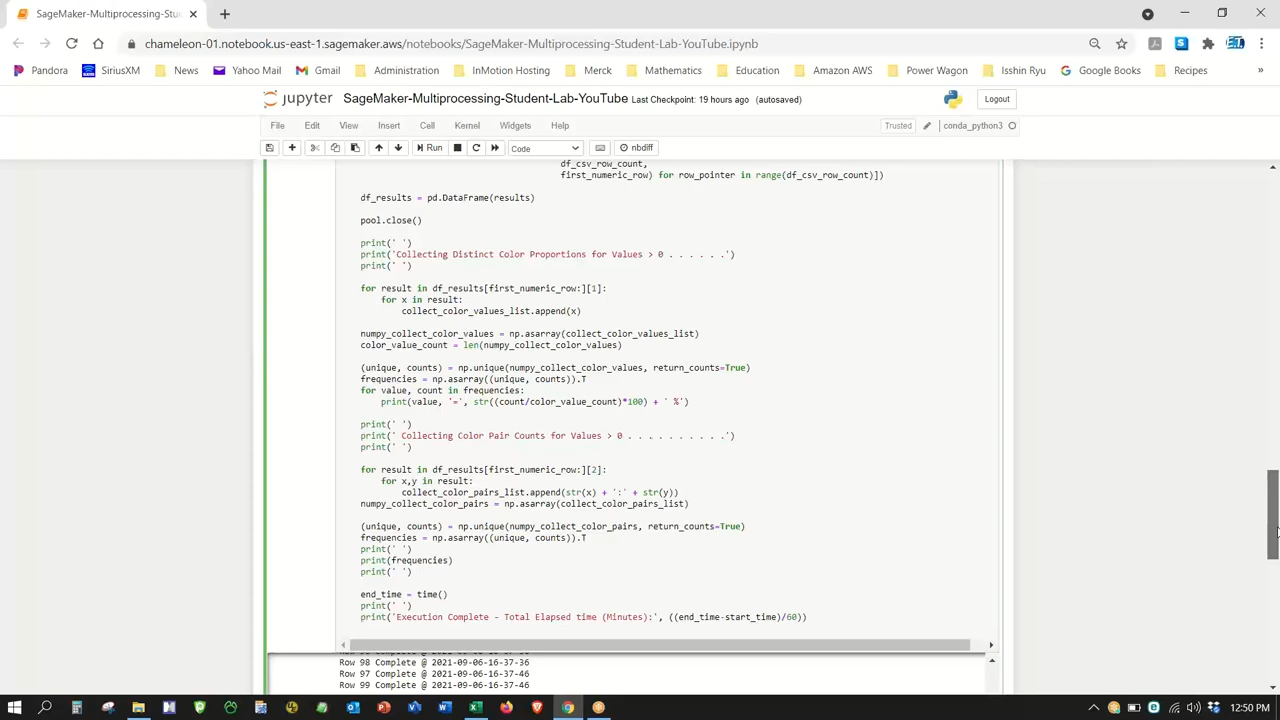 SageMaker-Multiprocessing-Stu
chameleon-01.notebook.us-east-1.sagemaker.aws/notebooks/SageMaker-Multiprocessing-Student-Lab-YouTube.ipynb
Pandora SiriusXM News Yahoo Mail Gmail Administration InMotion Hosting Merck Mathematics Education Amazon AWS Power Wagon Isshin Ryu Google Books Recipes »
jupyter SageMaker-Multiprocessing-Student-Lab-YouTube Last Checkpoint: 19 hours ago (autosaved) Logout
File Edit View Insert Cell Kernel Widgets Help Trusted conda_python3
Run Code nbdiff
df_csv_row_count,
first_numeric_row) for row_pointer in range(df_csv_row_count)])
df_results = pd.DataFrame(results)
pool.close()
print(' ')
print('Collecting Distinct Color Proportions for Values > 0 . . . . . .')
print(' ')
for result in df_results[first_numeric_row:][1]:
for x in result:
collect_color_values_list.append(x)
numpy_collect_color_values = np.asarray(collect_color_values_list)
color_value_count = len(numpy_collect_color_values)
(unique, counts) = np.unique(numpy_collect_color_values, return_counts=True)
frequencies = np.asarray((unique, counts)).T
for value, count in frequencies:
print(value, '=', str((count/color_value_count)*100) + ' %')
print(' ')
print(' Collecting Color Pair Counts for Values > 0 . . . . . . . . . .')
print(' ')
for result in df_results[first_numeric_row:][2]:
for x,y in result:
collect_color_pairs_list.append(str(x) + ':' + str(y))
numpy_collect_color_pairs = np.asarray(collect_color_pairs_list)
(unique, counts) = np.unique(numpy_collect_color_pairs, return_counts=True)
frequencies = np.asarray((unique, counts)).T
print(' ')
print(frequencies)
print(' ')
end_time = time()
print(' ')
print('Execution Complete - Total Elapsed time (Minutes):', ((end_time-start_time)/60))
Row 98 Complete @ 2021-09-06-16-37-36
Row 97 Complete @ 2021-09-06-16-37-46
Row 99 Complete @ 2021-09-06-16-37-46
12:50 PM